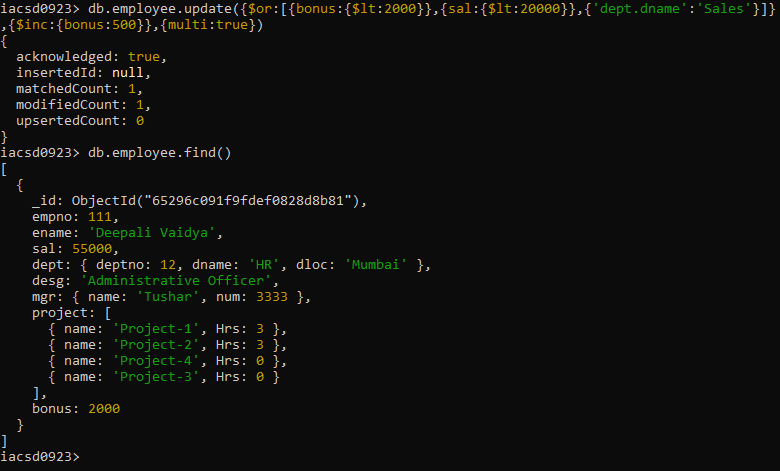 iacsd0923> db.employee.update({$or:[{bonus:{$lt:2000}},{sal:{$lt:20000}},{'dept.dname':'Sales'}]}
,{$inc:{bonus:500}},{multi:true})
{
  acknowledged: true,
  insertedId: null,
  matchedCount: 1,
  modifiedCount: 1,
  upsertedCount: 0
}
iacsd0923> db.employee.find()
[
  {
    _id: ObjectId("65296c091f9fdef0828d8b81"),
    empno: 111,
    ename: 'Deepali Vaidya',
    sal: 55000,
    dept: { deptno: 12, dname: 'HR', dloc: 'Mumbai' },
    desg: 'Administrative Officer',
    mgr: { name: 'Tushar', num: 3333 },
    project: [
      { name: 'Project-1', Hrs: 3 },
      { name: 'Project-2', Hrs: 3 },
      { name: 'Project-4', Hrs: 0 },
      { name: 'Project-3', Hrs: 0 }
    ],
    bonus: 2000
  }
]
iacsd0923>